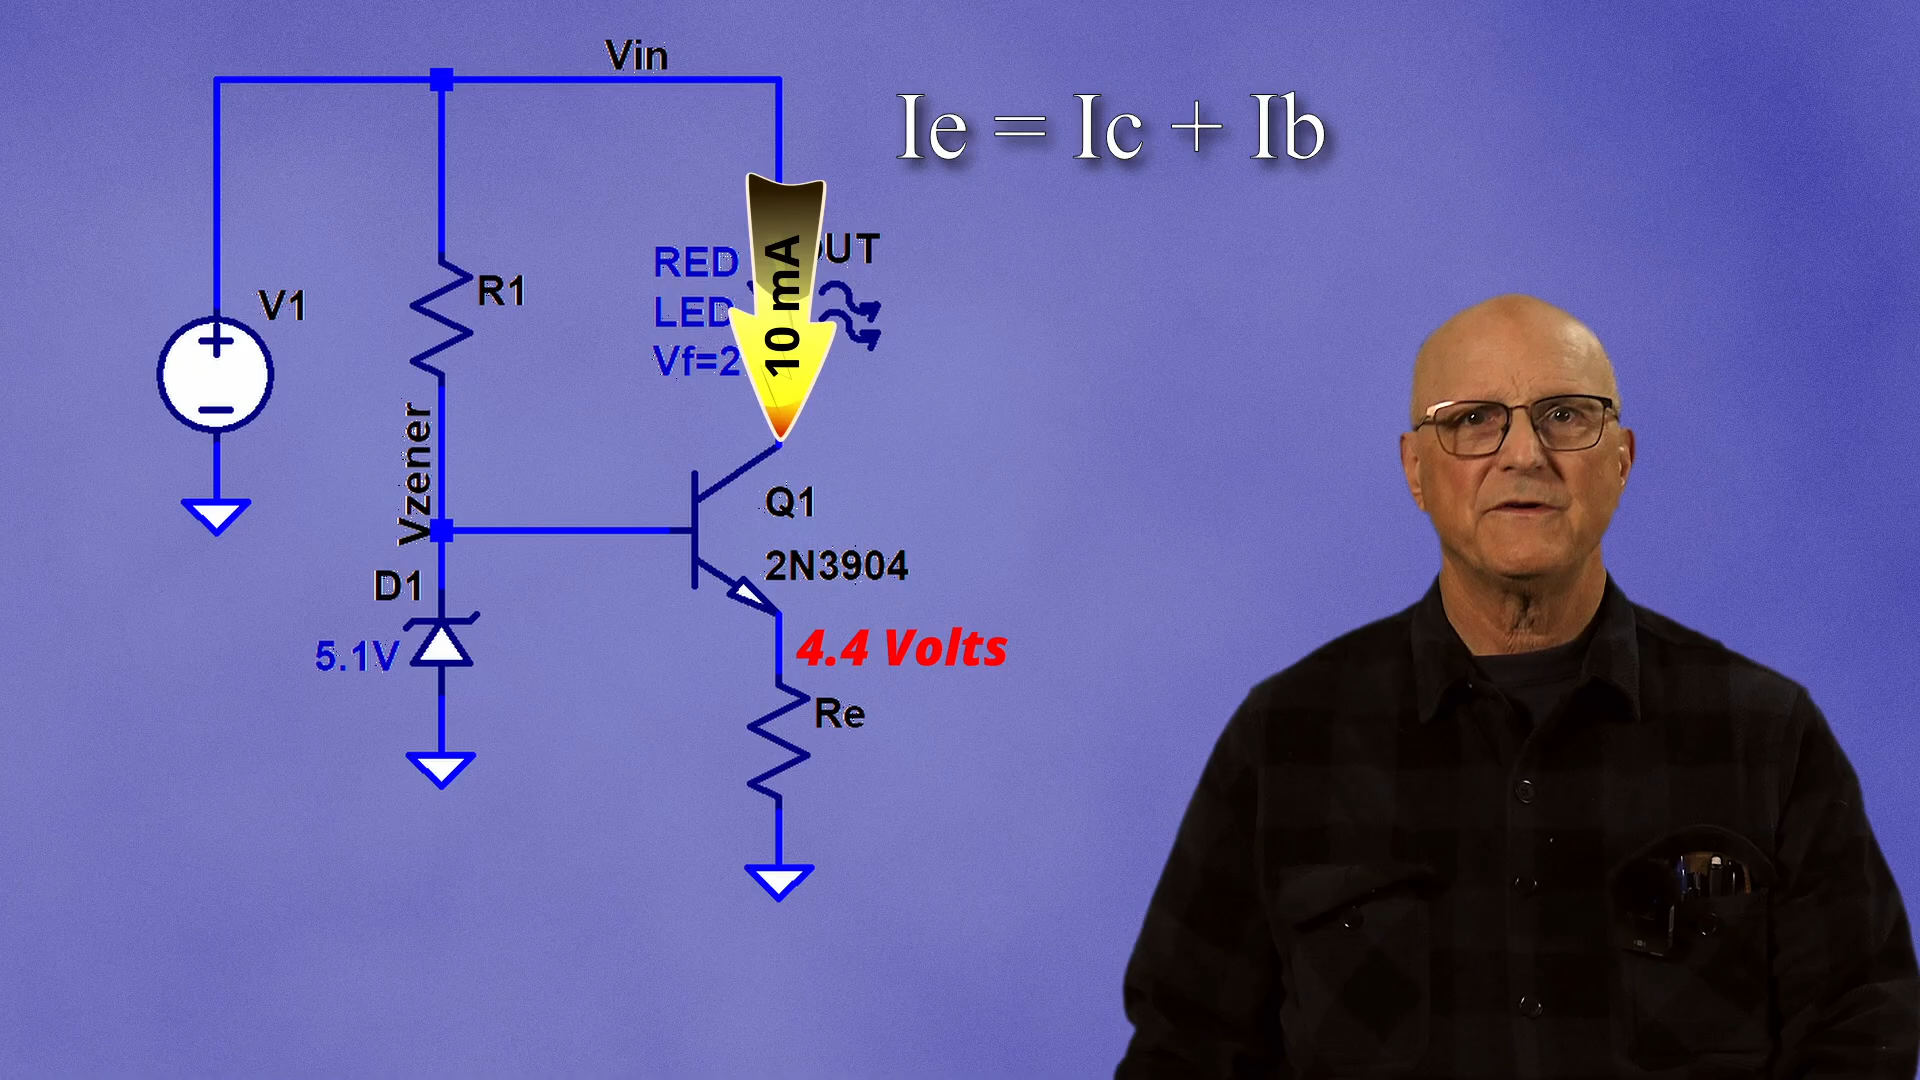 Vin
Ie = Ic + Ib
V1
R1
RED
LED
Vf=2
10 mA
Vzener
Q1
2N3904
D1
5.1V
4.4 Volts
Re